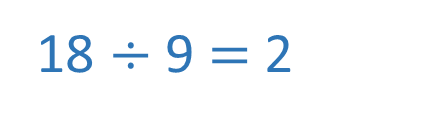 18 ÷ 9 = 2